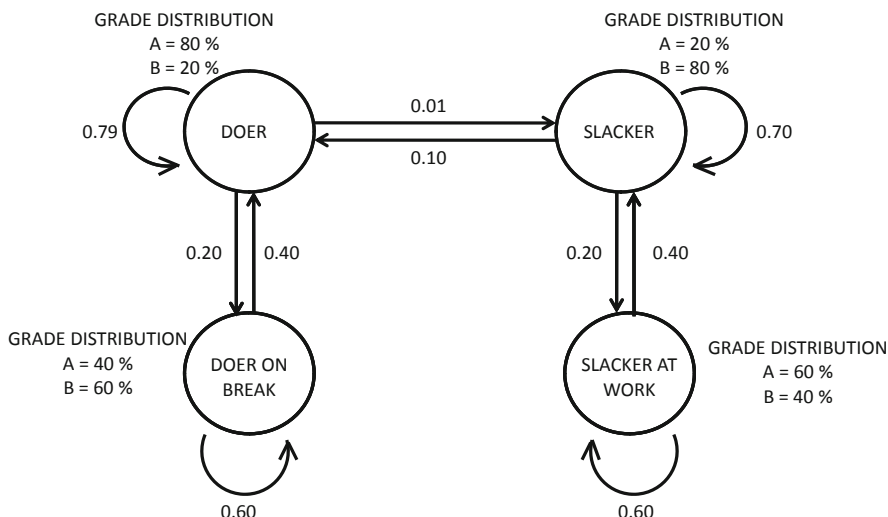 GRADE DISTRIBUTION
A = 80 %
B = 20 %
GRADE DISTRIBUTION
A = 20 %
B = 80 %
0.79
DOER
0.01
0.10
SLACKER
0.70
0.20
0.40
0.20
0.40
GRADE DISTRIBUTION
A = 40 %
B = 60 %
DOER ON
BREAK
SLACKER AT
WORK
GRADE DISTRIBUTION
A = 60 %
B = 40 %
0.60
0.60